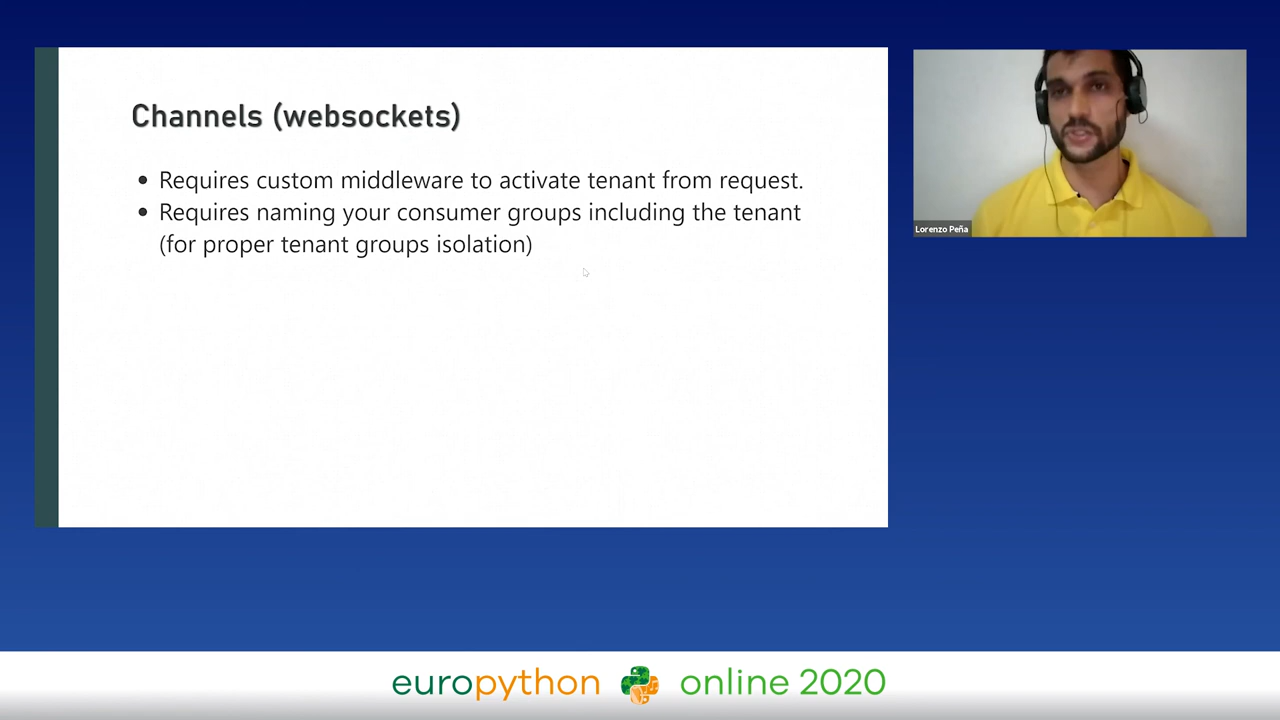 Channels (websockets)
• Requires custom middleware to activate tenant from request.
• Requires naming your consumer groups including the tenant
(for proper tenant groups isolation)
Lorenzo Peña
europython online 2020